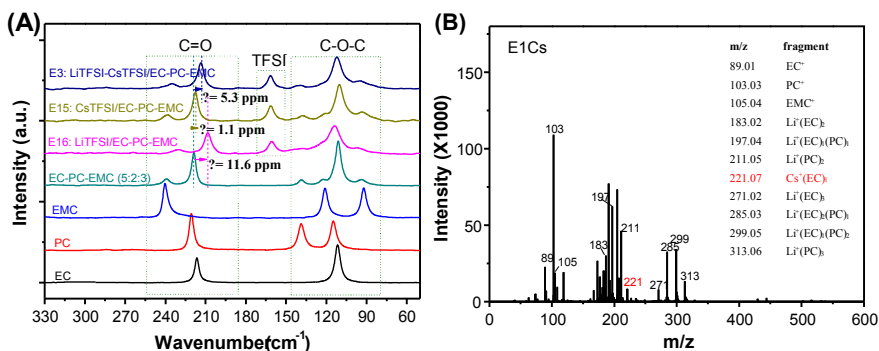 (A)
C=O
TFSI⁻
C-O-C
E3: LiTFSI-CsTFSI/EC-PC-EMC
?= 5.3 ppm
E15: CsTFSI/EC-PC-EMC
?= 1.1 ppm
E16: LiTFSI/EC-PC-EMC
?= 11.6 ppm
EC-PC-EMC (5:2:3)
EMC
PC
EC
Intensity (a.u.)
330 300 270 240 210 180 150 120 90 60
Wavenumber(cm⁻¹)
(B)
E1Cs
m/z fragment
89.01 EC⁺
103.03 PC⁺
105.04 EMC⁺
183.02 Li⁺(EC)₂
197.04 Li⁺(EC)₁(PC)₁
211.05 Li⁺(PC)₂
221.07 Cs⁺(EC)₁
271.02 Li⁺(EC)₃
285.03 Li⁺(EC)₂(PC)₁
299.05 Li⁺(EC)₁(PC)₂
313.06 Li⁺(PC)₃
103
197
211
183
89
105
221
271
285
299
313
Intensity (X1000)
150
100
50
0
0 100 200 300 400 500 600
m/z